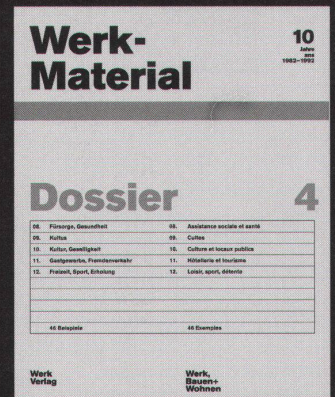 Werk-
Material
10
Jahre
ans
1982–1992
Dossier 4
08. Fürsorge, Gesundheit 08. Assistance sociale et santé
09. Kultus 09. Cultes
10. Kultur, Geselligkeit 10. Culture et locaux publics
11. Gastgewerbe, Fremdenverkehr 11. Hôtellerie et tourisme
12. Freizeit, Sport, Erholung 12. Loisir, sport, détente
46 Beispiele 46 Exemples
Werk
Verlag
Werk,
Bauen+
Wohnen